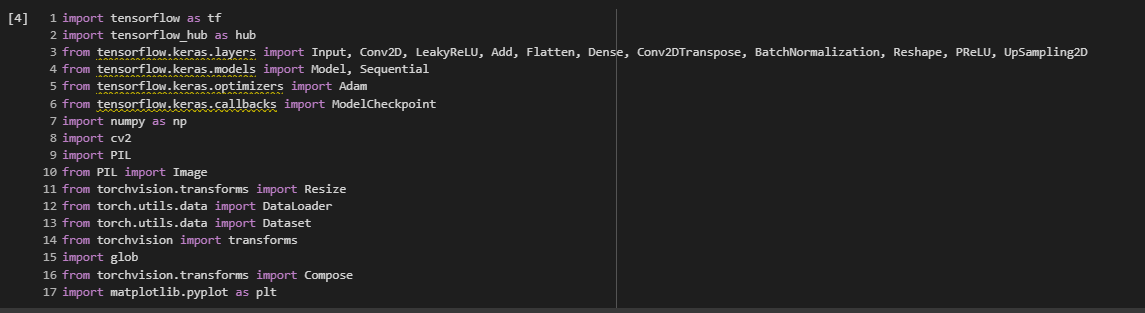 [4] 1 import tensorflow as tf
2 import tensorflow_hub as hub
3 from tensorflow.keras.layers import Input, Conv2D, LeakyReLU, Add, Flatten, Dense, Conv2DTranspose, BatchNormalization, Reshape, PReLU, UpSampling2D
4 from tensorflow.keras.models import Model, Sequential
5 from tensorflow.keras.optimizers import Adam
6 from tensorflow.keras.callbacks import ModelCheckpoint
7 import numpy as np
8 import cv2
9 import PIL
10 from PIL import Image
11 from torchvision.transforms import Resize
12 from torch.utils.data import DataLoader
13 from torch.utils.data import Dataset
14 from torchvision import transforms
15 import glob
16 from torchvision.transforms import Compose
17 import matplotlib.pyplot as plt